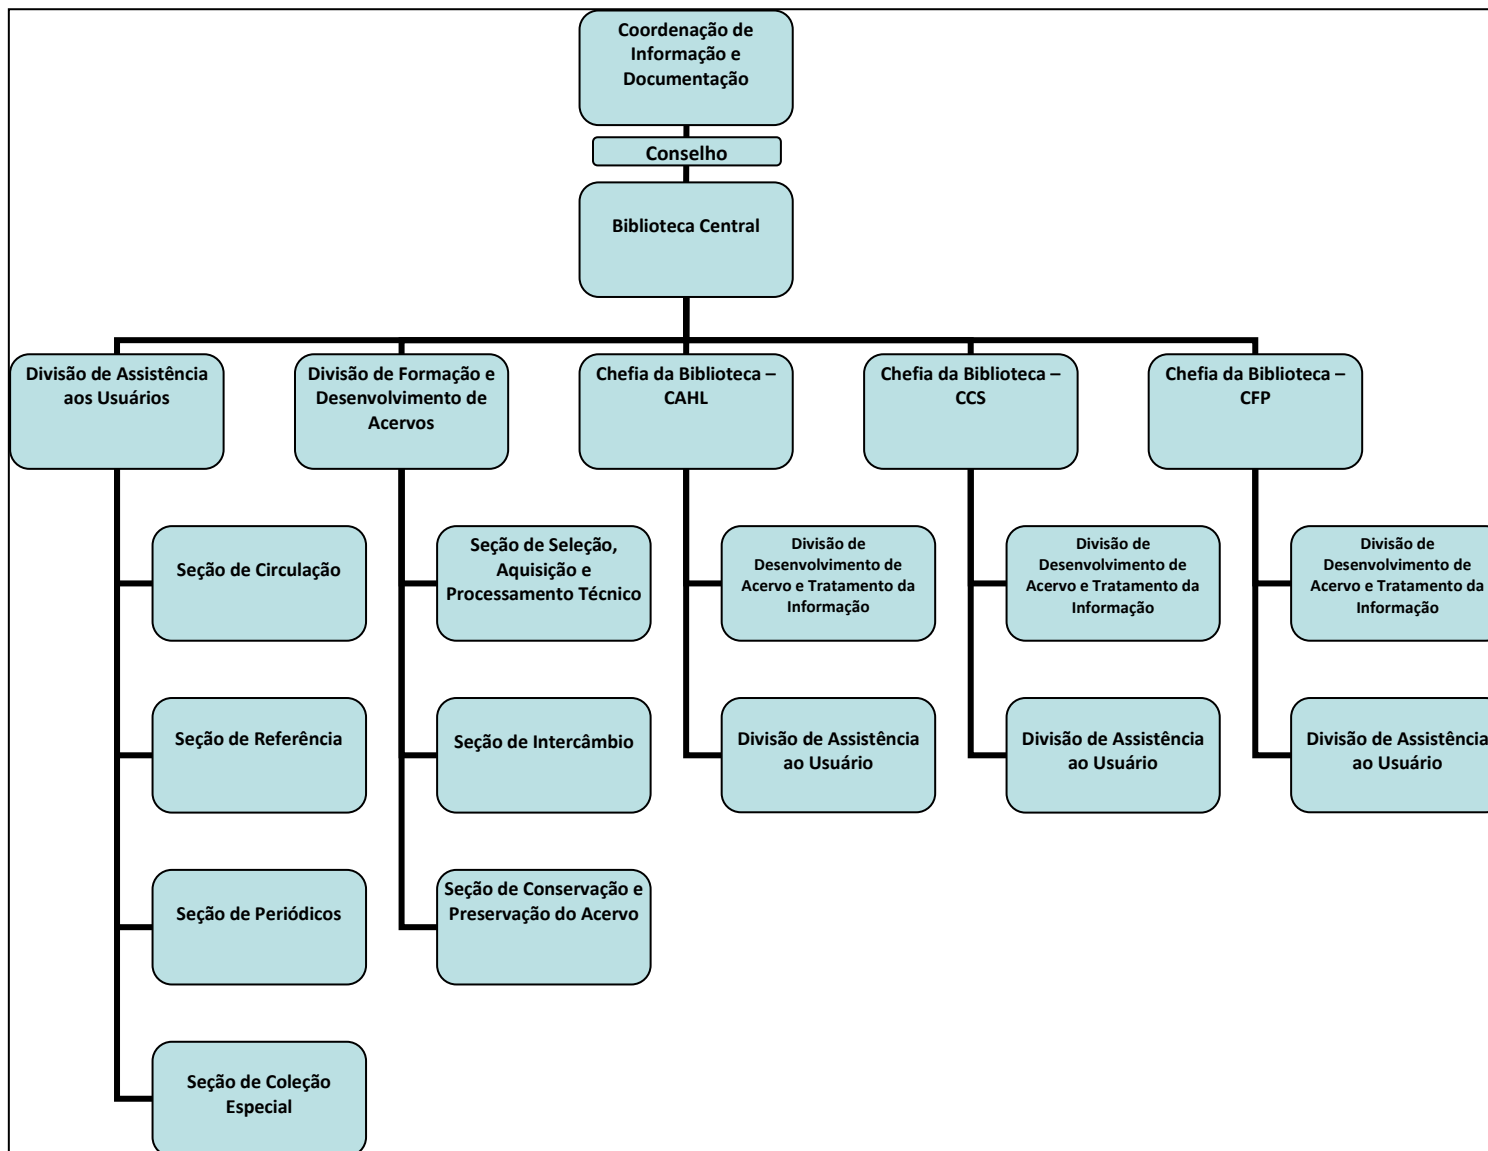 Coordenação de
Informação e
Documentação
Conselho
Biblioteca Central
Divisão de Assistência
aos Usuários
Divisão de Formação e
Desenvolvimento de
Acervos
Chefia da Biblioteca –
CAHL
Chefia da Biblioteca –
CCS
Chefia da Biblioteca –
CFP
Seção de Circulação
Seção de Seleção,
Aquisição e
Processamento Técnico
Divisão de
Desenvolvimento de
Acervo e Tratamento da
Informação
Divisão de
Desenvolvimento de
Acervo e Tratamento da
Informação
Divisão de
Desenvolvimento de
Acervo e Tratamento da
Informação
Seção de Referência
Seção de Intercâmbio
Divisão de Assistência
ao Usuário
Divisão de Assistência
ao Usuário
Divisão de Assistência
ao Usuário
Seção de Periódicos
Seção de Conservação e
Preservação do Acervo
Seção de Coleção
Especial